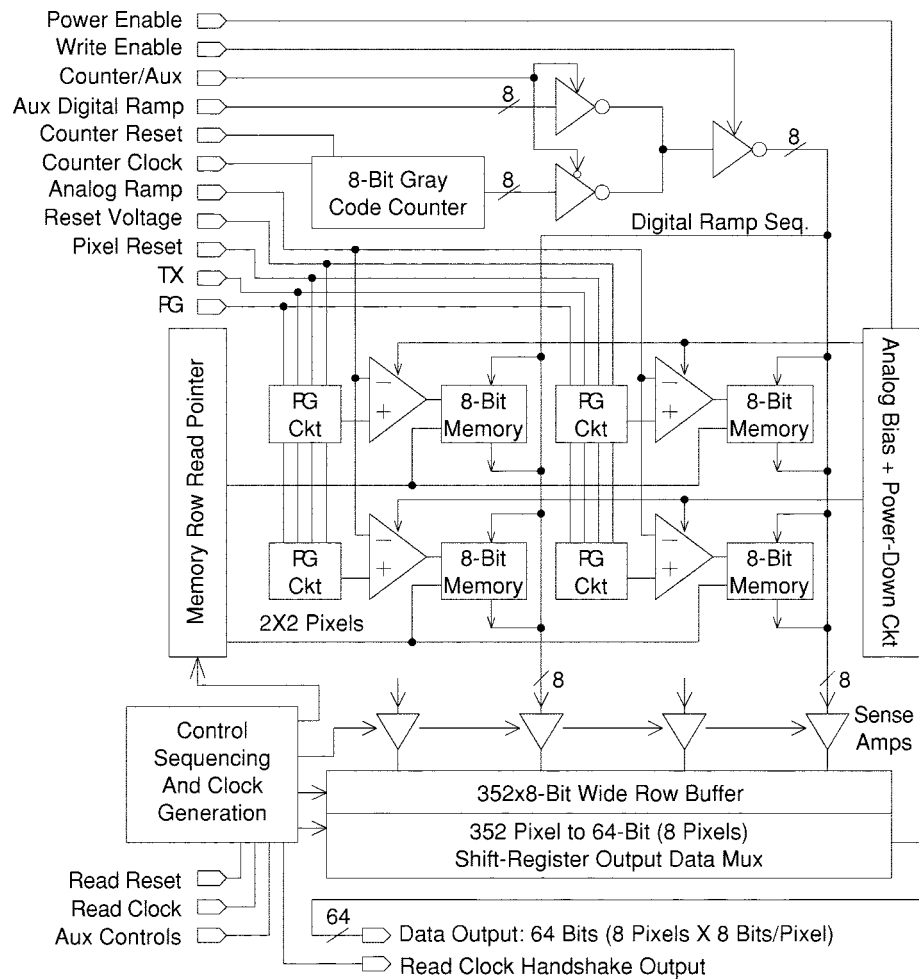 Power Enable
Write Enable
Counter/Aux
Aux Digital Ramp
8
Counter Reset
8
Counter Clock
8-Bit Gray
Code Counter
8
Analog Ramp
Reset Voltage
Digital Ramp Seq.
Pixel Reset
TX
PG
Memory Row Read Pointer
PG
Ckt
−
+
8-Bit
Memory
PG
Ckt
−
+
8-Bit
Memory
Analog Bias + Power-Down Ckt
PG
Ckt
−
+
8-Bit
Memory
PG
Ckt
−
+
8-Bit
Memory
2X2 Pixels
8
8
Control
Sequencing
And Clock
Generation
Sense
Amps
352x8-Bit Wide Row Buffer
352 Pixel to 64-Bit (8 Pixels)
Shift-Register Output Data Mux
Read Reset
Read Clock
Aux Controls
64
Data Output: 64 Bits (8 Pixels X 8 Bits/Pixel)
Read Clock Handshake Output